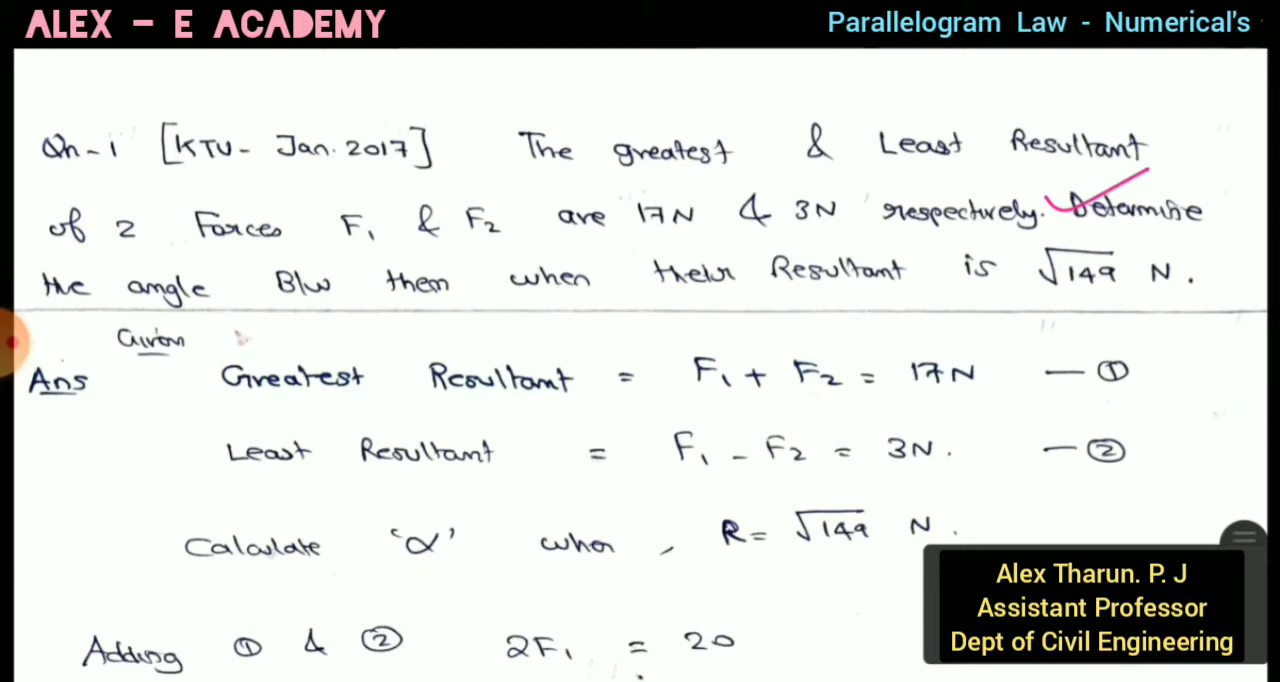 ALEX - E ACADEMY
Parallelogram Law - Numerical's
Qn-1 [KTU- Jan. 2017] The greatest & Least Resultant
of 2 Forces F₁ & F₂ are 17N & 3N respectively. Determine
the angle B/w them when their Resultant is √149 N.
Given
Ans Greatest Resultant = F₁ + F₂ = 17N — ①
Least Resultant = F₁ - F₂ = 3N. — ②
Calculate 'α' when, R= √149 N.
Alex Tharun. P. J
Assistant Professor
Dept of Civil Engineering
Adding ① & ② 2F₁ = 20